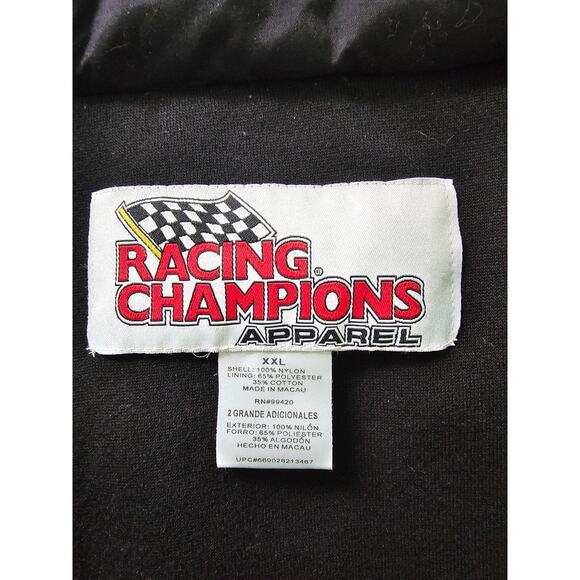 RACING
CHAMPIONS®
APPAREL
XXL
SHELL: 100% NYLON
LINING: 65% POLYESTER
35% COTTON
MADE IN MACAU
RN#99420
2 GRANDE ADICIONALES
EXTERIOR: 100% NILÓN
FORRO: 65% POLIESTER
35% ALGODÓN
HECHO EN MACAU
UPC#669028213467